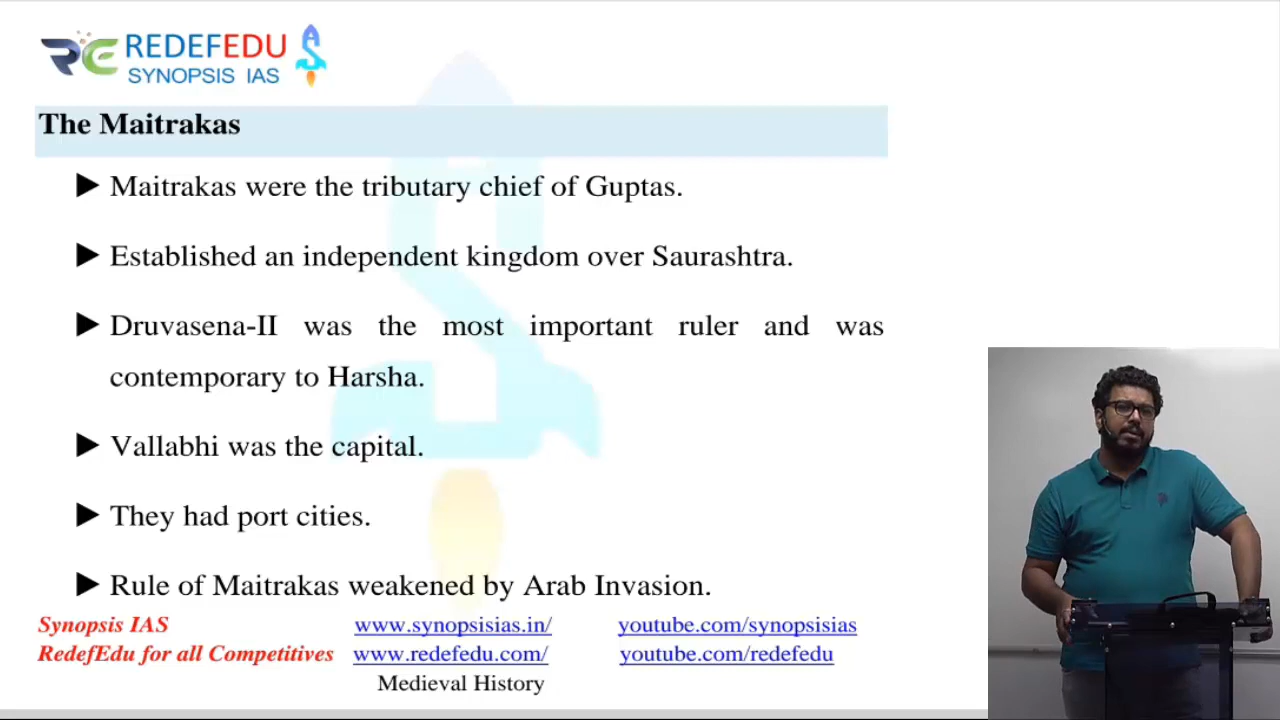 REDEFEDU
SYNOPSIS IAS
The Maitrakas
▶ Maitrakas were the tributary chief of Guptas.
▶ Established an independent kingdom over Saurashtra.
▶ Druvasena-II was the most important ruler and was
contemporary to Harsha.
▶ Vallabhi was the capital.
▶ They had port cities.
▶ Rule of Maitrakas weakened by Arab Invasion.
Synopsis IAS www.synopsisias.in/ youtube.com/synopsisias
RedefEdu for all Competitives www.redefedu.com/ youtube.com/redefedu
Medieval History